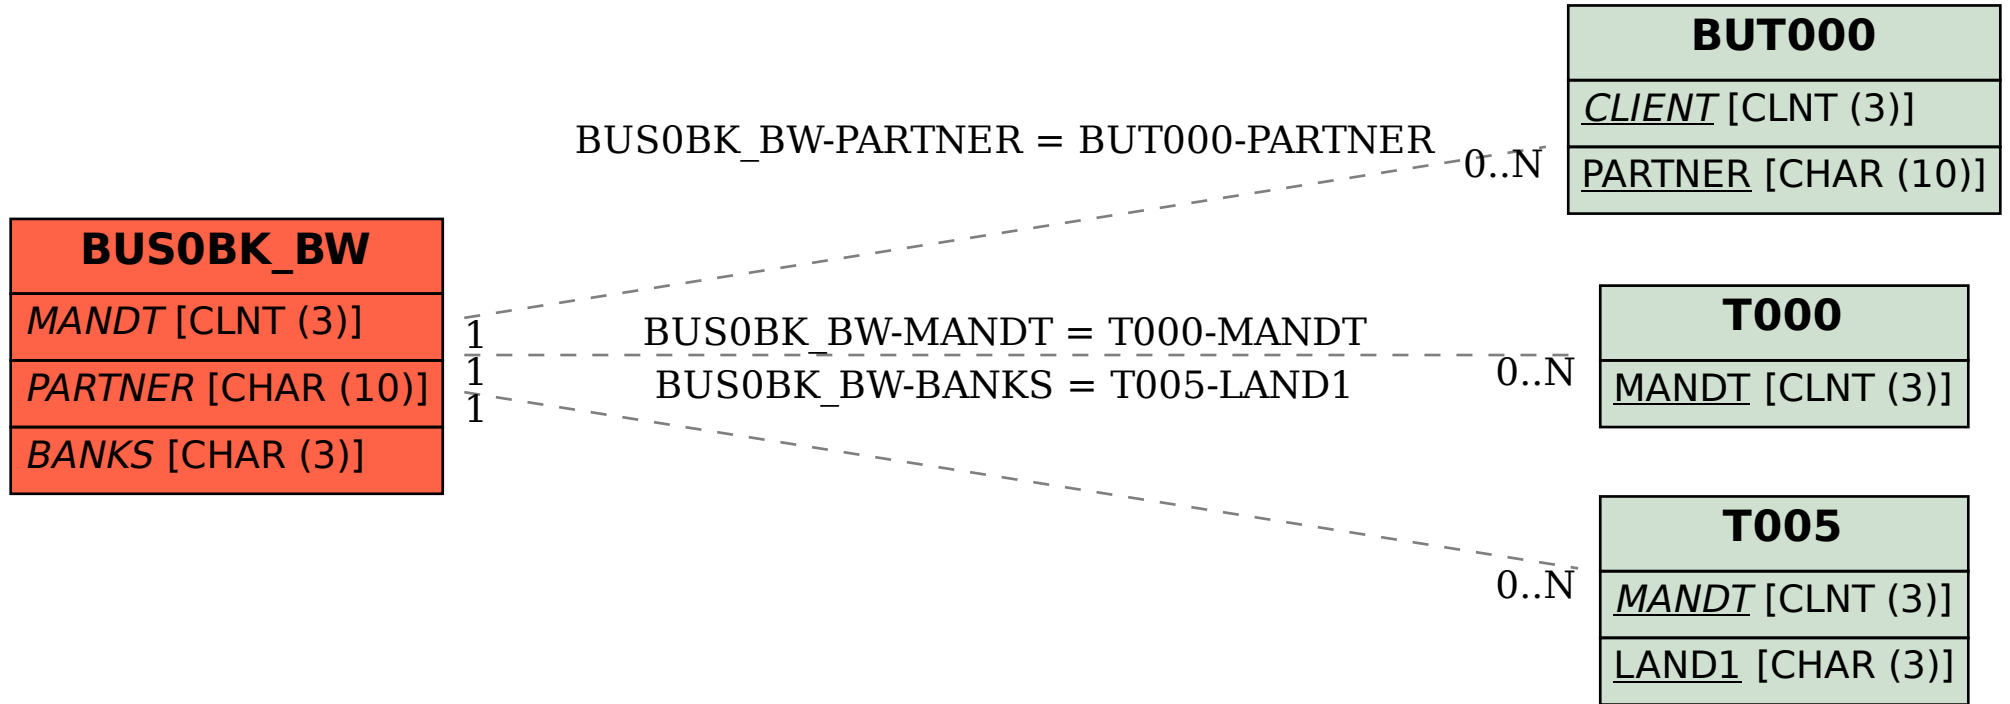 BUT000
CLIENT [CLNT (3)]
PARTNER [CHAR (10)]
BUS0BK_BW-PARTNER = BUT000-PARTNER
0..N
BUS0BK_BW
MANDT [CLNT (3)]
PARTNER [CHAR (10)]
BANKS [CHAR (3)]
1
BUS0BK_BW-MANDT = T000-MANDT
1
0..N
BUS0BK_BW-BANKS = T005-LAND1
1
T000
MANDT [CLNT (3)]
0..N
T005
MANDT [CLNT (3)]
LAND1 [CHAR (3)]